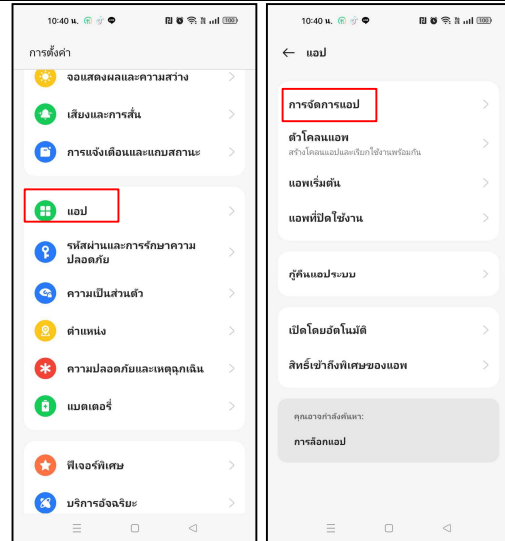 10:40 น.
100
การตั้งค่า
จอแสดงผลและความสว่าง
เสียงและการสั่น
การแจ้งเตือนและแถบสถานะ
แอป
รหัสผ่านและการรักษาความ
ปลอดภัย
ความเป็นส่วนตัว
ตำแหน่ง
ความปลอดภัยและเหตุฉุกเฉิน
แบตเตอรี่
ฟีเจอร์พิเศษ
บริการอัจฉริยะ
10:40 น.
100
แอป
การจัดการแอป
ตัวโคลนแอพ
สร้างโคลนแอปและเรียกใช้งานพร้อมกัน
แอพเริ่มต้น
แอพที่ปิดใช้งาน
กู้คืนแอประบบ
เปิดโดยอัตโนมัติ
สิทธิ์เข้าถึงพิเศษของแอพ
คุณอาจกำลังค้นหา:
การล็อกแอป